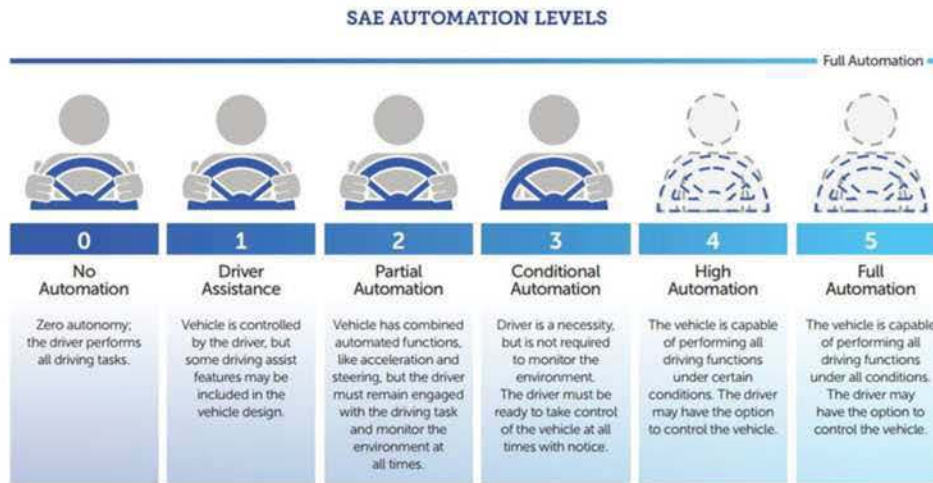 SAE AUTOMATION LEVELS
Full Automation
0
No
Automation
Zero autonomy;
the driver performs
all driving tasks.
1
Driver
Assistance
Vehicle is controlled
by the driver, but
some driving assist
features may be
included in the
vehicle design.
2
Partial
Automation
Vehicle has combined
automated functions,
like acceleration and
steering, but the driver
must remain engaged
with the driving task
and monitor the
environment at
all times.
3
Conditional
Automation
Driver is a necessity,
but is not required
to monitor the
environment.
The driver must be
ready to take control
of the vehicle at all
times with notice.
4
High
Automation
The vehicle is capable
of performing all
driving functions
under certain
conditions. The driver
may have the option
to control the vehicle.
5
Full
Automation
The vehicle is capable
of performing all
driving functions
under all conditions.
The driver may
have the option to
control the vehicle.